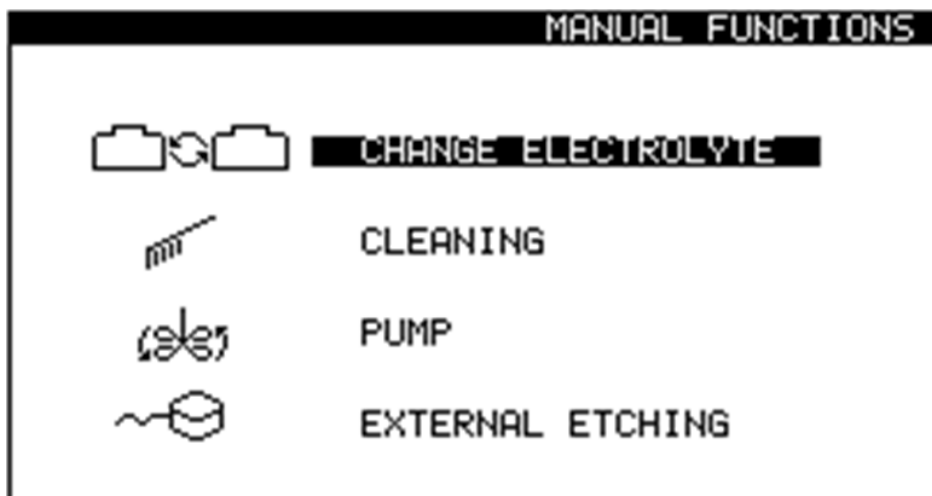 MANUAL FUNCTIONS
CHANGE ELECTROLYTE
CLEANING
PUMP
EXTERNAL ETCHING